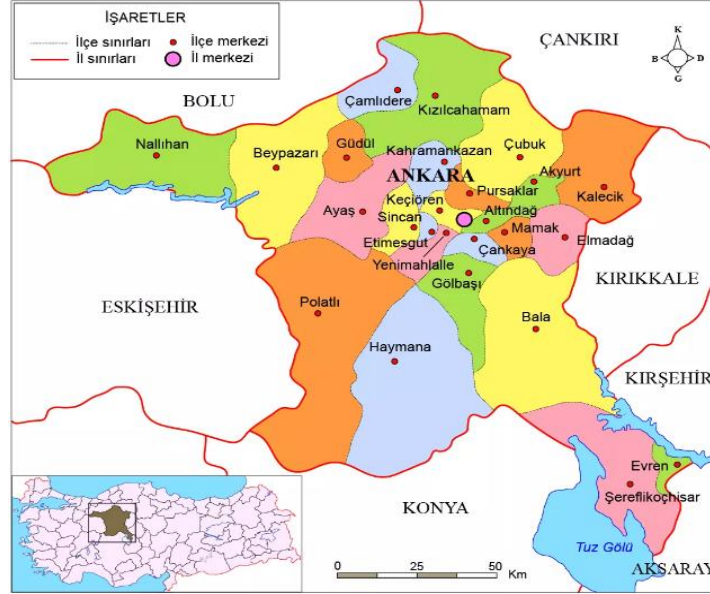 İŞARETLER
İlçe sınırları
İlçe merkezi
İl sınırları
İl merkezi
ÇANKIRI
K
B
D
G
BOLU
Çamlıdere
Kızılcahamam
Nallıhan
Beypazarı
Güdül
Kahramankazan
Çubuk
ANKARA
Akyurt
Pursaklar
Kalecik
Keçiören
Ayaş
Sincan
Altındağ
Mamak
Elmadağ
Etimesgut
Çankaya
Yenimahlalle
Gölbaşı
KIRIKKALE
ESKİŞEHİR
Polatlı
Bala
Haymana
KIRŞEHİR
Evren
Şereflikoçhisar
KONYA
Tuz Gölü
AKSARAY
0 25 50
Km